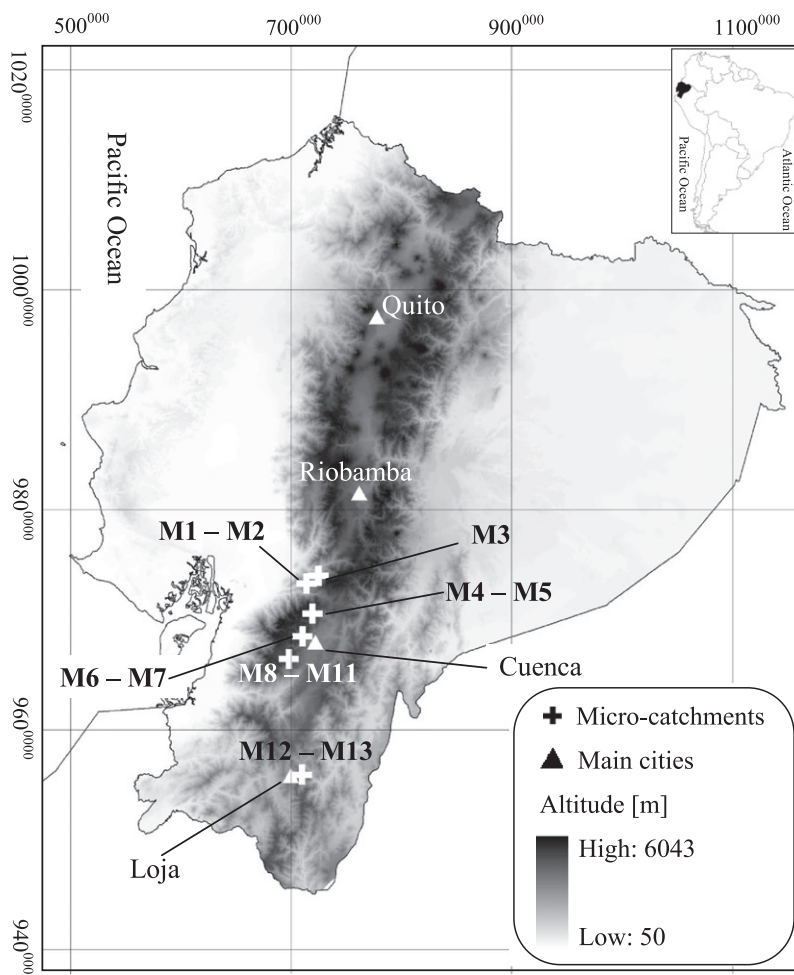 500000 700000 900000 1100000
10200000
10000000
9800000
9600000
9400000
Pacific Ocean
Pacific Ocean
Atlantic Ocean
Quito
Riobamba
M1 – M2
M3
M4 – M5
M6 – M7
M8 – M11
Cuenca
M12 – M13
Loja
Micro-catchments
Main cities
Altitude [m]
High: 6043
Low: 50